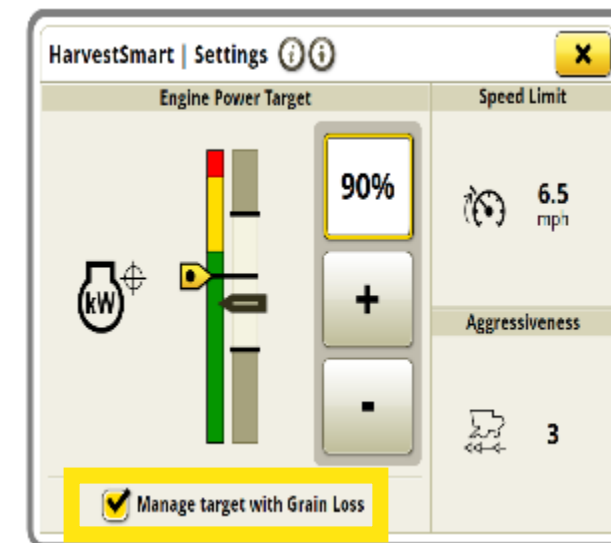 HarvestSmart | Settings i i
Engine Power Target
Speed Limit
90%
kW
+
-
6.5
mph
Aggressiveness
3
Manage target with Grain Loss